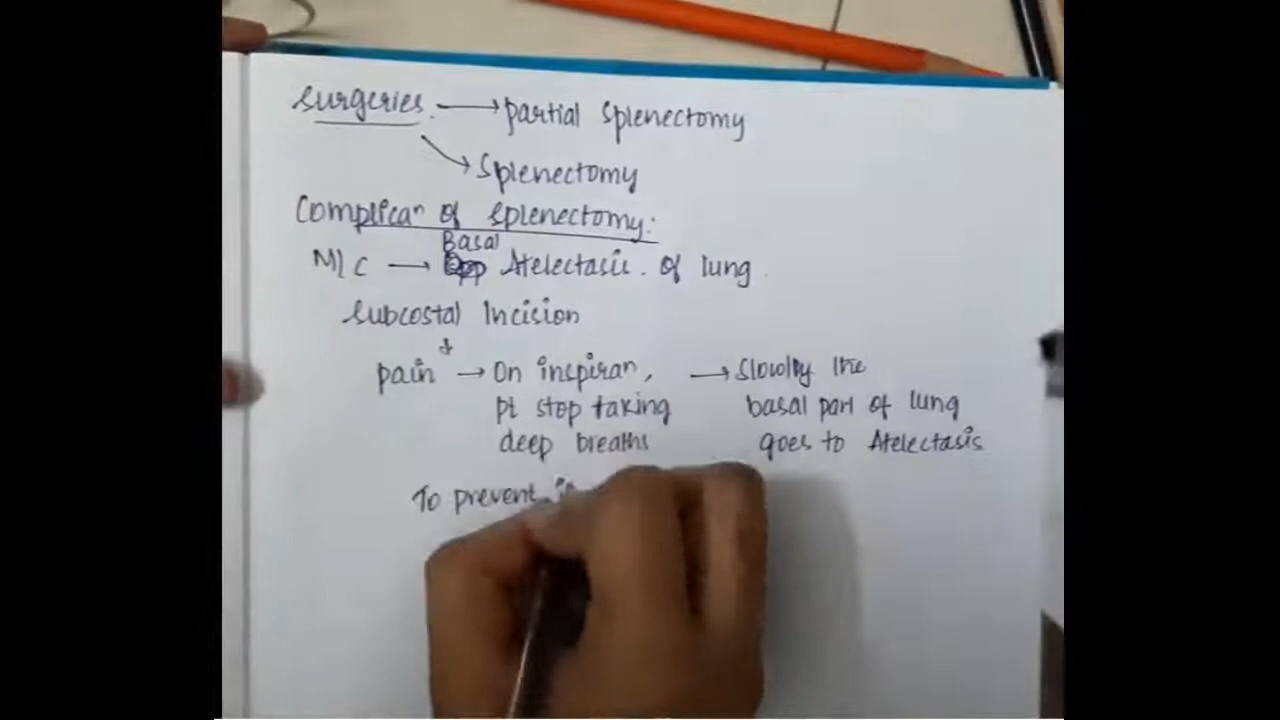 Surgeries. → partial Splenectomy
→ Splenectomy
Complican of Splenectomy:
Basal
M/c → Atelectasis. of lung.
Subcostal Incision
↓
pain → On inspiran, → Slowlby the
pt stop taking basal part of lung
deep breaths goes to Atelectasis
To prevent